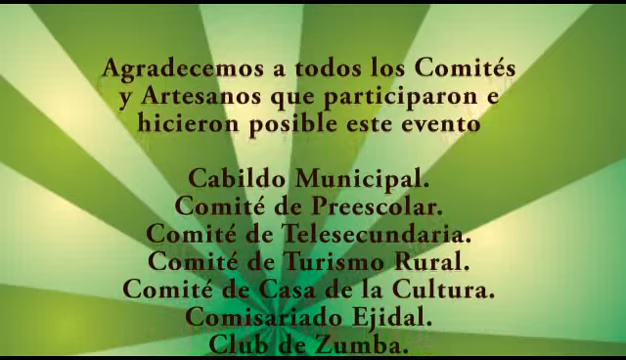 Agradecemos a todos los Comités
y Artesanos que participaron e
hicieron posible este evento
Cabildo Municipal.
Comité de Preescolar.
Comité de Telesecundaria.
Comité de Turismo Rural.
Comité de Casa de la Cultura.
Comisariado Ejidal.
Club de Zumba.